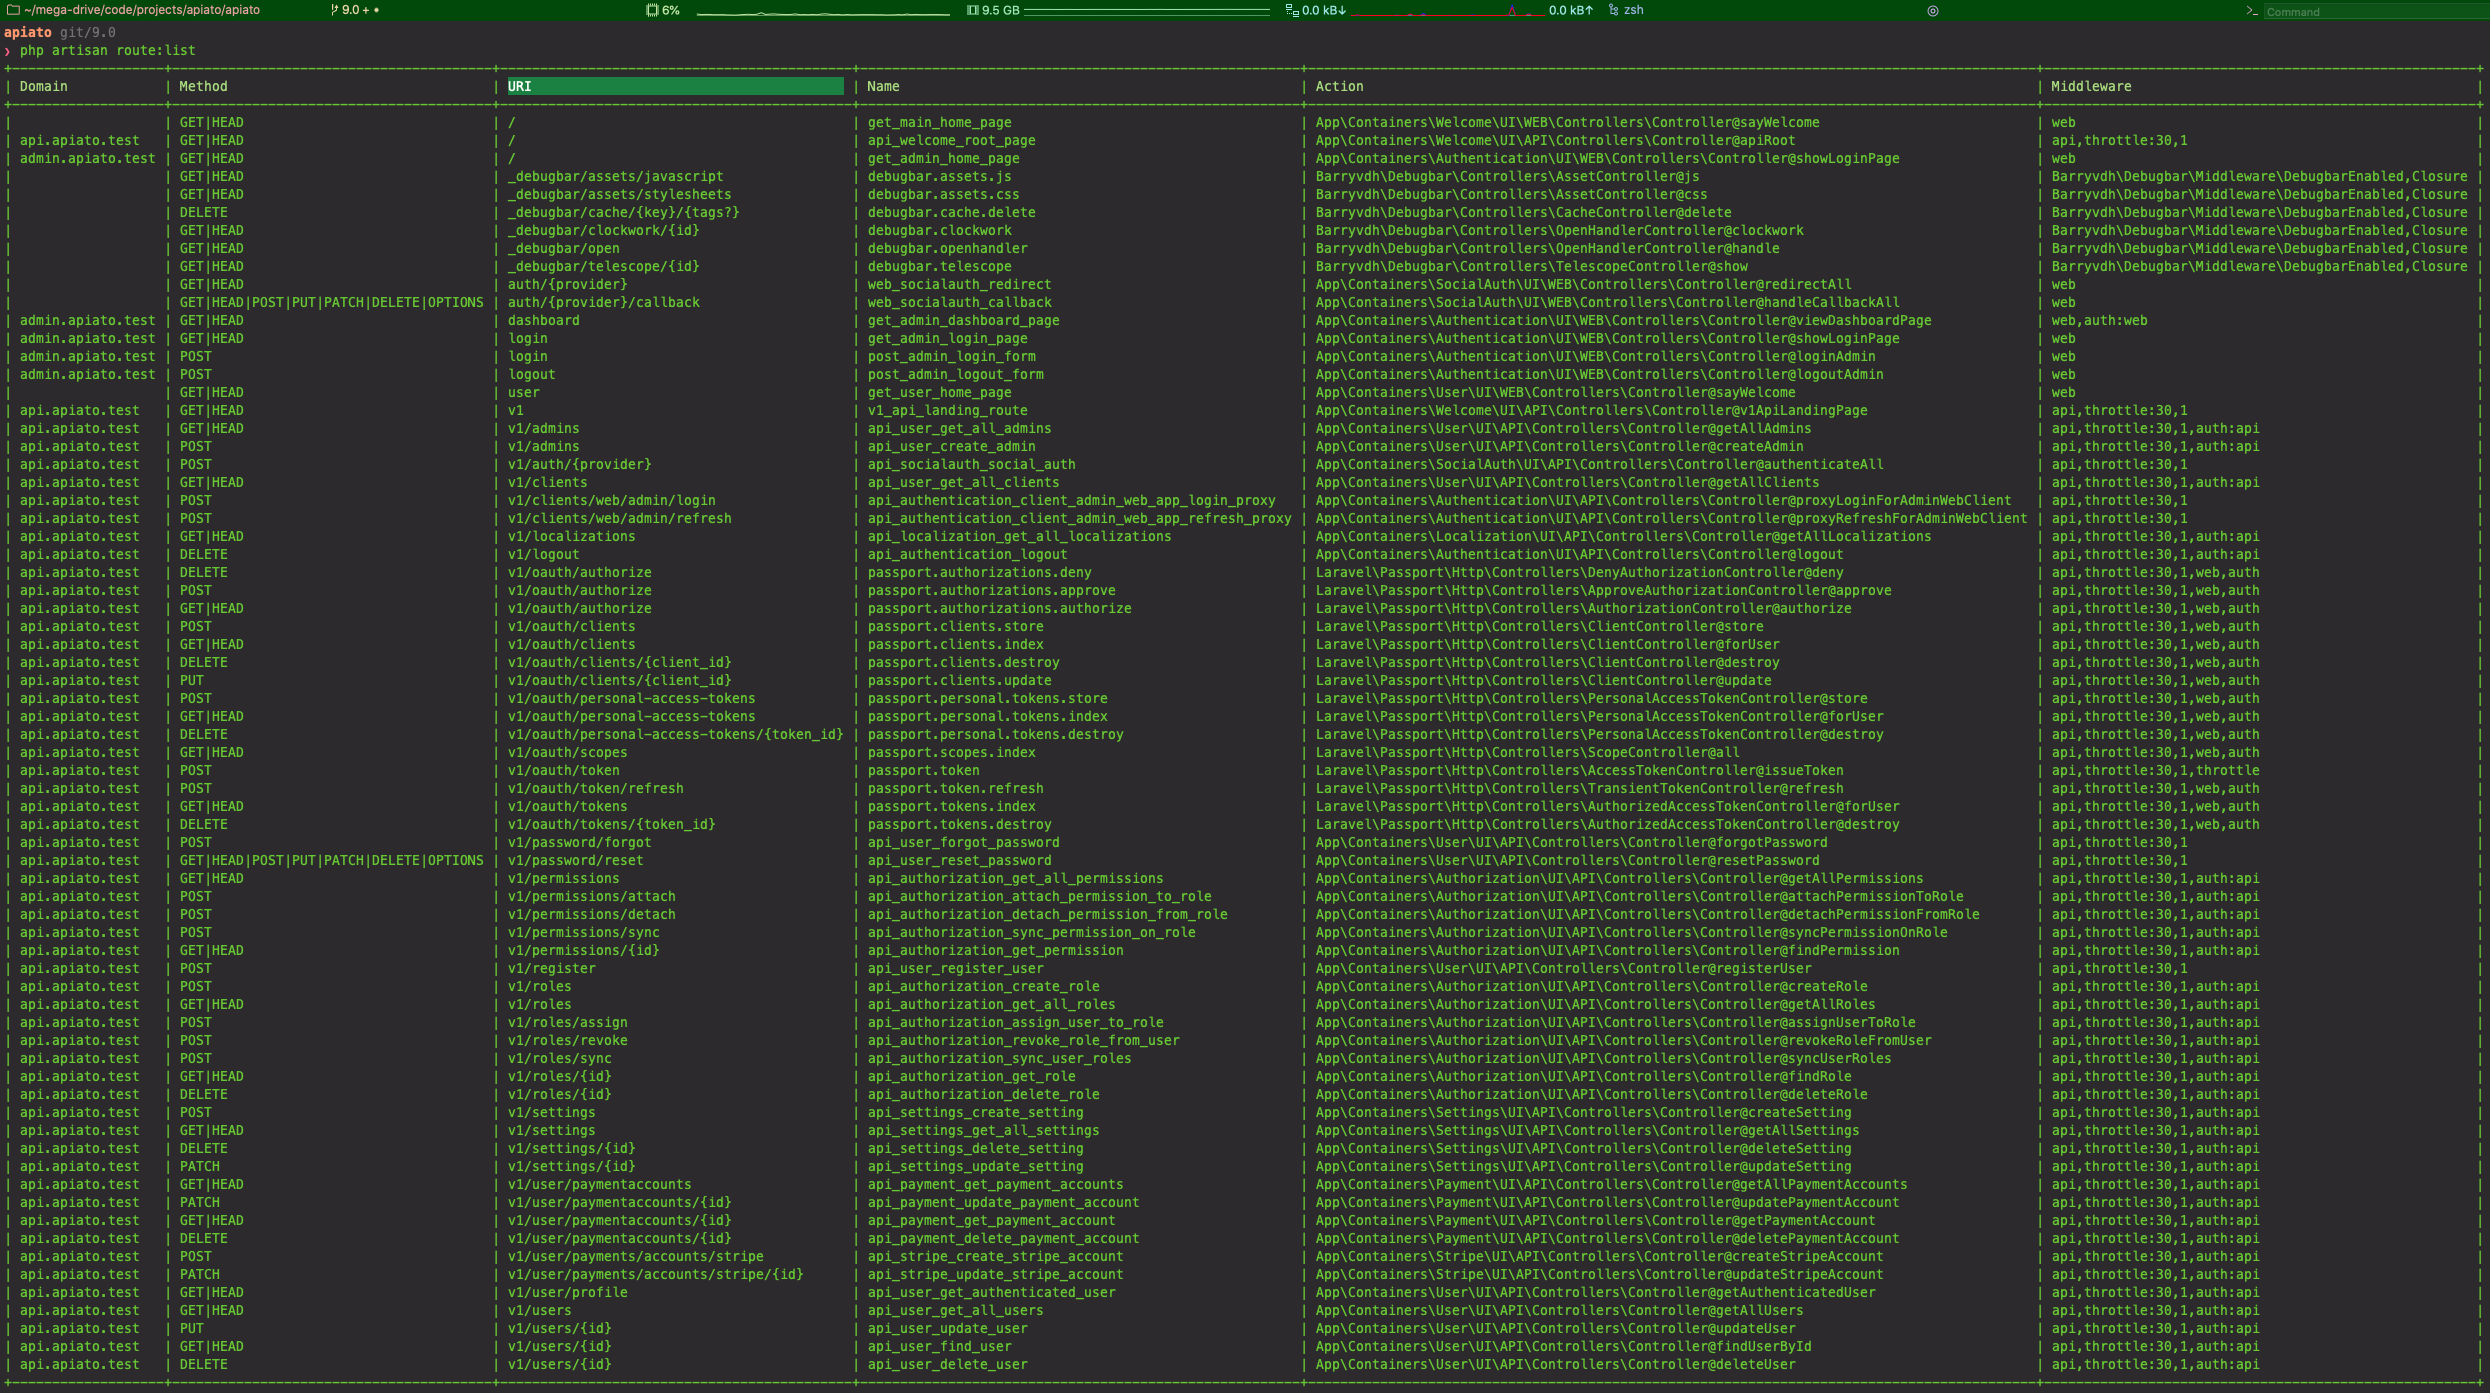 ~/mega-drive/code/projects/apiato/apiato 9.0 + • 6% 9.5 GB 0.0 kB↓ 0.0 kB↑ zsh >_ Command
apiato git/9.0
❯ php artisan route:list
| Domain | Method | URI | Name | Action | Middleware |
| | GET|HEAD | / | get_main_home_page | App\Containers\Welcome\UI\WEB\Controllers\Controller@sayWelcome | web |
| api.apiato.test | GET|HEAD | / | api_welcome_root_page | App\Containers\Welcome\UI\API\Controllers\Controller@apiRoot | api,throttle:30,1 |
| admin.apiato.test | GET|HEAD | / | get_admin_home_page | App\Containers\Authentication\UI\WEB\Controllers\Controller@showLoginPage | web |
| | GET|HEAD | _debugbar/assets/javascript | debugbar.assets.js | Barryvdh\Debugbar\Controllers\AssetController@js | Barryvdh\Debugbar\Middleware\DebugbarEnabled,Closure |
| | GET|HEAD | _debugbar/assets/stylesheets | debugbar.assets.css | Barryvdh\Debugbar\Controllers\AssetController@css | Barryvdh\Debugbar\Middleware\DebugbarEnabled,Closure |
| | DELETE | _debugbar/cache/{key}/{tags?} | debugbar.cache.delete | Barryvdh\Debugbar\Controllers\CacheController@delete | Barryvdh\Debugbar\Middleware\DebugbarEnabled,Closure |
| | GET|HEAD | _debugbar/clockwork/{id} | debugbar.clockwork | Barryvdh\Debugbar\Controllers\OpenHandlerController@clockwork | Barryvdh\Debugbar\Middleware\DebugbarEnabled,Closure |
| | GET|HEAD | _debugbar/open | debugbar.openhandler | Barryvdh\Debugbar\Controllers\OpenHandlerController@handle | Barryvdh\Debugbar\Middleware\DebugbarEnabled,Closure |
| | GET|HEAD | _debugbar/telescope/{id} | debugbar.telescope | Barryvdh\Debugbar\Controllers\TelescopeController@show | Barryvdh\Debugbar\Middleware\DebugbarEnabled,Closure |
| | GET|HEAD | auth/{provider} | web_socialauth_redirect | App\Containers\SocialAuth\UI\WEB\Controllers\Controller@redirectAll | web |
| | GET|HEAD|POST|PUT|PATCH|DELETE|OPTIONS | auth/{provider}/callback | web_socialauth_callback | App\Containers\SocialAuth\UI\WEB\Controllers\Controller@handleCallbackAll | web |
| admin.apiato.test | GET|HEAD | dashboard | get_admin_dashboard_page | App\Containers\Authentication\UI\WEB\Controllers\Controller@viewDashboardPage | web,auth:web |
| admin.apiato.test | GET|HEAD | login | get_admin_login_page | App\Containers\Authentication\UI\WEB\Controllers\Controller@showLoginPage | web |
| admin.apiato.test | POST | login | post_admin_login_form | App\Containers\Authentication\UI\WEB\Controllers\Controller@loginAdmin | web |
| admin.apiato.test | POST | logout | post_admin_logout_form | App\Containers\Authentication\UI\WEB\Controllers\Controller@logoutAdmin | web |
| | GET|HEAD | user | get_user_home_page | App\Containers\User\UI\WEB\Controllers\Controller@sayWelcome | web |
| api.apiato.test | GET|HEAD | v1 | v1_api_landing_route | App\Containers\Welcome\UI\API\Controllers\Controller@v1ApiLandingPage | api,throttle:30,1 |
| api.apiato.test | GET|HEAD | v1/admins | api_user_get_all_admins | App\Containers\User\UI\API\Controllers\Controller@getAllAdmins | api,throttle:30,1,auth:api |
| api.apiato.test | POST | v1/admins | api_user_create_admin | App\Containers\User\UI\API\Controllers\Controller@createAdmin | api,throttle:30,1,auth:api |
| api.apiato.test | POST | v1/auth/{provider} | api_socialauth_social_auth | App\Containers\SocialAuth\UI\API\Controllers\Controller@authenticateAll | api,throttle:30,1 |
| api.apiato.test | GET|HEAD | v1/clients | api_user_get_all_clients | App\Containers\User\UI\API\Controllers\Controller@getAllClients | api,throttle:30,1,auth:api |
| api.apiato.test | POST | v1/clients/web/admin/login | api_authentication_client_admin_web_app_login_proxy | App\Containers\Authentication\UI\API\Controllers\Controller@proxyLoginForAdminWebClient | api,throttle:30,1 |
| api.apiato.test | POST | v1/clients/web/admin/refresh | api_authentication_client_admin_web_app_refresh_proxy | App\Containers\Authentication\UI\API\Controllers\Controller@proxyRefreshForAdminWebClient | api,throttle:30,1 |
| api.apiato.test | GET|HEAD | v1/localizations | api_localization_get_all_localizations | App\Containers\Localization\UI\API\Controllers\Controller@getAllLocalizations | api,throttle:30,1,auth:api |
| api.apiato.test | DELETE | v1/logout | api_authentication_logout | App\Containers\Authentication\UI\API\Controllers\Controller@logout | api,throttle:30,1,auth:api |
| api.apiato.test | DELETE | v1/oauth/authorize | passport.authorizations.deny | Laravel\Passport\Http\Controllers\DenyAuthorizationController@deny | api,throttle:30,1,web,auth |
| api.apiato.test | POST | v1/oauth/authorize | passport.authorizations.approve | Laravel\Passport\Http\Controllers\ApproveAuthorizationController@approve | api,throttle:30,1,web,auth |
| api.apiato.test | GET|HEAD | v1/oauth/authorize | passport.authorizations.authorize | Laravel\Passport\Http\Controllers\AuthorizationController@authorize | api,throttle:30,1,web,auth |
| api.apiato.test | POST | v1/oauth/clients | passport.clients.store | Laravel\Passport\Http\Controllers\ClientController@store | api,throttle:30,1,web,auth |
| api.apiato.test | GET|HEAD | v1/oauth/clients | passport.clients.index | Laravel\Passport\Http\Controllers\ClientController@forUser | api,throttle:30,1,web,auth |
| api.apiato.test | DELETE | v1/oauth/clients/{client_id} | passport.clients.destroy | Laravel\Passport\Http\Controllers\ClientController@destroy | api,throttle:30,1,web,auth |
| api.apiato.test | PUT | v1/oauth/clients/{client_id} | passport.clients.update | Laravel\Passport\Http\Controllers\ClientController@update | api,throttle:30,1,web,auth |
| api.apiato.test | POST | v1/oauth/personal-access-tokens | passport.personal.tokens.store | Laravel\Passport\Http\Controllers\PersonalAccessTokenController@store | api,throttle:30,1,web,auth |
| api.apiato.test | GET|HEAD | v1/oauth/personal-access-tokens | passport.personal.tokens.index | Laravel\Passport\Http\Controllers\PersonalAccessTokenController@forUser | api,throttle:30,1,web,auth |
| api.apiato.test | DELETE | v1/oauth/personal-access-tokens/{token_id} | passport.personal.tokens.destroy | Laravel\Passport\Http\Controllers\PersonalAccessTokenController@destroy | api,throttle:30,1,web,auth |
| api.apiato.test | GET|HEAD | v1/oauth/scopes | passport.scopes.index | Laravel\Passport\Http\Controllers\ScopeController@all | api,throttle:30,1,web,auth |
| api.apiato.test | POST | v1/oauth/token | passport.token | Laravel\Passport\Http\Controllers\AccessTokenController@issueToken | api,throttle:30,1,throttle |
| api.apiato.test | POST | v1/oauth/token/refresh | passport.token.refresh | Laravel\Passport\Http\Controllers\TransientTokenController@refresh | api,throttle:30,1,web,auth |
| api.apiato.test | GET|HEAD | v1/oauth/tokens | passport.tokens.index | Laravel\Passport\Http\Controllers\AuthorizedAccessTokenController@forUser | api,throttle:30,1,web,auth |
| api.apiato.test | DELETE | v1/oauth/tokens/{token_id} | passport.tokens.destroy | Laravel\Passport\Http\Controllers\AuthorizedAccessTokenController@destroy | api,throttle:30,1,web,auth |
| api.apiato.test | POST | v1/password/forgot | api_user_forgot_password | App\Containers\User\UI\API\Controllers\Controller@forgotPassword | api,throttle:30,1 |
| api.apiato.test | GET|HEAD|POST|PUT|PATCH|DELETE|OPTIONS | v1/password/reset | api_user_reset_password | App\Containers\User\UI\API\Controllers\Controller@resetPassword | api,throttle:30,1 |
| api.apiato.test | GET|HEAD | v1/permissions | api_authorization_get_all_permissions | App\Containers\Authorization\UI\API\Controllers\Controller@getAllPermissions | api,throttle:30,1,auth:api |
| api.apiato.test | POST | v1/permissions/attach | api_authorization_attach_permission_to_role | App\Containers\Authorization\UI\API\Controllers\Controller@attachPermissionToRole | api,throttle:30,1,auth:api |
| api.apiato.test | POST | v1/permissions/detach | api_authorization_detach_permission_from_role | App\Containers\Authorization\UI\API\Controllers\Controller@detachPermissionFromRole | api,throttle:30,1,auth:api |
| api.apiato.test | POST | v1/permissions/sync | api_authorization_sync_permission_on_role | App\Containers\Authorization\UI\API\Controllers\Controller@syncPermissionOnRole | api,throttle:30,1,auth:api |
| api.apiato.test | GET|HEAD | v1/permissions/{id} | api_authorization_get_permission | App\Containers\Authorization\UI\API\Controllers\Controller@findPermission | api,throttle:30,1,auth:api |
| api.apiato.test | POST | v1/register | api_user_register_user | App\Containers\User\UI\API\Controllers\Controller@registerUser | api,throttle:30,1 |
| api.apiato.test | POST | v1/roles | api_authorization_create_role | App\Containers\Authorization\UI\API\Controllers\Controller@createRole | api,throttle:30,1,auth:api |
| api.apiato.test | GET|HEAD | v1/roles | api_authorization_get_all_roles | App\Containers\Authorization\UI\API\Controllers\Controller@getAllRoles | api,throttle:30,1,auth:api |
| api.apiato.test | POST | v1/roles/assign | api_authorization_assign_user_to_role | App\Containers\Authorization\UI\API\Controllers\Controller@assignUserToRole | api,throttle:30,1,auth:api |
| api.apiato.test | POST | v1/roles/revoke | api_authorization_revoke_role_from_user | App\Containers\Authorization\UI\API\Controllers\Controller@revokeRoleFromUser | api,throttle:30,1,auth:api |
| api.apiato.test | POST | v1/roles/sync | api_authorization_sync_user_roles | App\Containers\Authorization\UI\API\Controllers\Controller@syncUserRoles | api,throttle:30,1,auth:api |
| api.apiato.test | GET|HEAD | v1/roles/{id} | api_authorization_get_role | App\Containers\Authorization\UI\API\Controllers\Controller@findRole | api,throttle:30,1,auth:api |
| api.apiato.test | DELETE | v1/roles/{id} | api_authorization_delete_role | App\Containers\Authorization\UI\API\Controllers\Controller@deleteRole | api,throttle:30,1,auth:api |
| api.apiato.test | POST | v1/settings | api_settings_create_setting | App\Containers\Settings\UI\API\Controllers\Controller@createSetting | api,throttle:30,1,auth:api |
| api.apiato.test | GET|HEAD | v1/settings | api_settings_get_all_settings | App\Containers\Settings\UI\API\Controllers\Controller@getAllSettings | api,throttle:30,1,auth:api |
| api.apiato.test | DELETE | v1/settings/{id} | api_settings_delete_setting | App\Containers\Settings\UI\API\Controllers\Controller@deleteSetting | api,throttle:30,1,auth:api |
| api.apiato.test | PATCH | v1/settings/{id} | api_settings_update_setting | App\Containers\Settings\UI\API\Controllers\Controller@updateSetting | api,throttle:30,1,auth:api |
| api.apiato.test | GET|HEAD | v1/user/paymentaccounts | api_payment_get_payment_accounts | App\Containers\Payment\UI\API\Controllers\Controller@getAllPaymentAccounts | api,throttle:30,1,auth:api |
| api.apiato.test | PATCH | v1/user/paymentaccounts/{id} | api_payment_update_payment_account | App\Containers\Payment\UI\API\Controllers\Controller@updatePaymentAccount | api,throttle:30,1,auth:api |
| api.apiato.test | GET|HEAD | v1/user/paymentaccounts/{id} | api_payment_get_payment_account | App\Containers\Payment\UI\API\Controllers\Controller@getPaymentAccount | api,throttle:30,1,auth:api |
| api.apiato.test | DELETE | v1/user/paymentaccounts/{id} | api_payment_delete_payment_account | App\Containers\Payment\UI\API\Controllers\Controller@deletePaymentAccount | api,throttle:30,1,auth:api |
| api.apiato.test | POST | v1/user/payments/accounts/stripe | api_stripe_create_stripe_account | App\Containers\Stripe\UI\API\Controllers\Controller@createStripeAccount | api,throttle:30,1,auth:api |
| api.apiato.test | PATCH | v1/user/payments/accounts/stripe/{id} | api_stripe_update_stripe_account | App\Containers\Stripe\UI\API\Controllers\Controller@updateStripeAccount | api,throttle:30,1,auth:api |
| api.apiato.test | GET|HEAD | v1/user/profile | api_user_get_authenticated_user | App\Containers\User\UI\API\Controllers\Controller@getAuthenticatedUser | api,throttle:30,1,auth:api |
| api.apiato.test | GET|HEAD | v1/users | api_user_get_all_users | App\Containers\User\UI\API\Controllers\Controller@getAllUsers | api,throttle:30,1,auth:api |
| api.apiato.test | PUT | v1/users/{id} | api_user_update_user | App\Containers\User\UI\API\Controllers\Controller@updateUser | api,throttle:30,1,auth:api |
| api.apiato.test | GET|HEAD | v1/users/{id} | api_user_find_user | App\Containers\User\UI\API\Controllers\Controller@findUserById | api,throttle:30,1,auth:api |
| api.apiato.test | DELETE | v1/users/{id} | api_user_delete_user | App\Containers\User\UI\API\Controllers\Controller@deleteUser | api,throttle:30,1,auth:api |